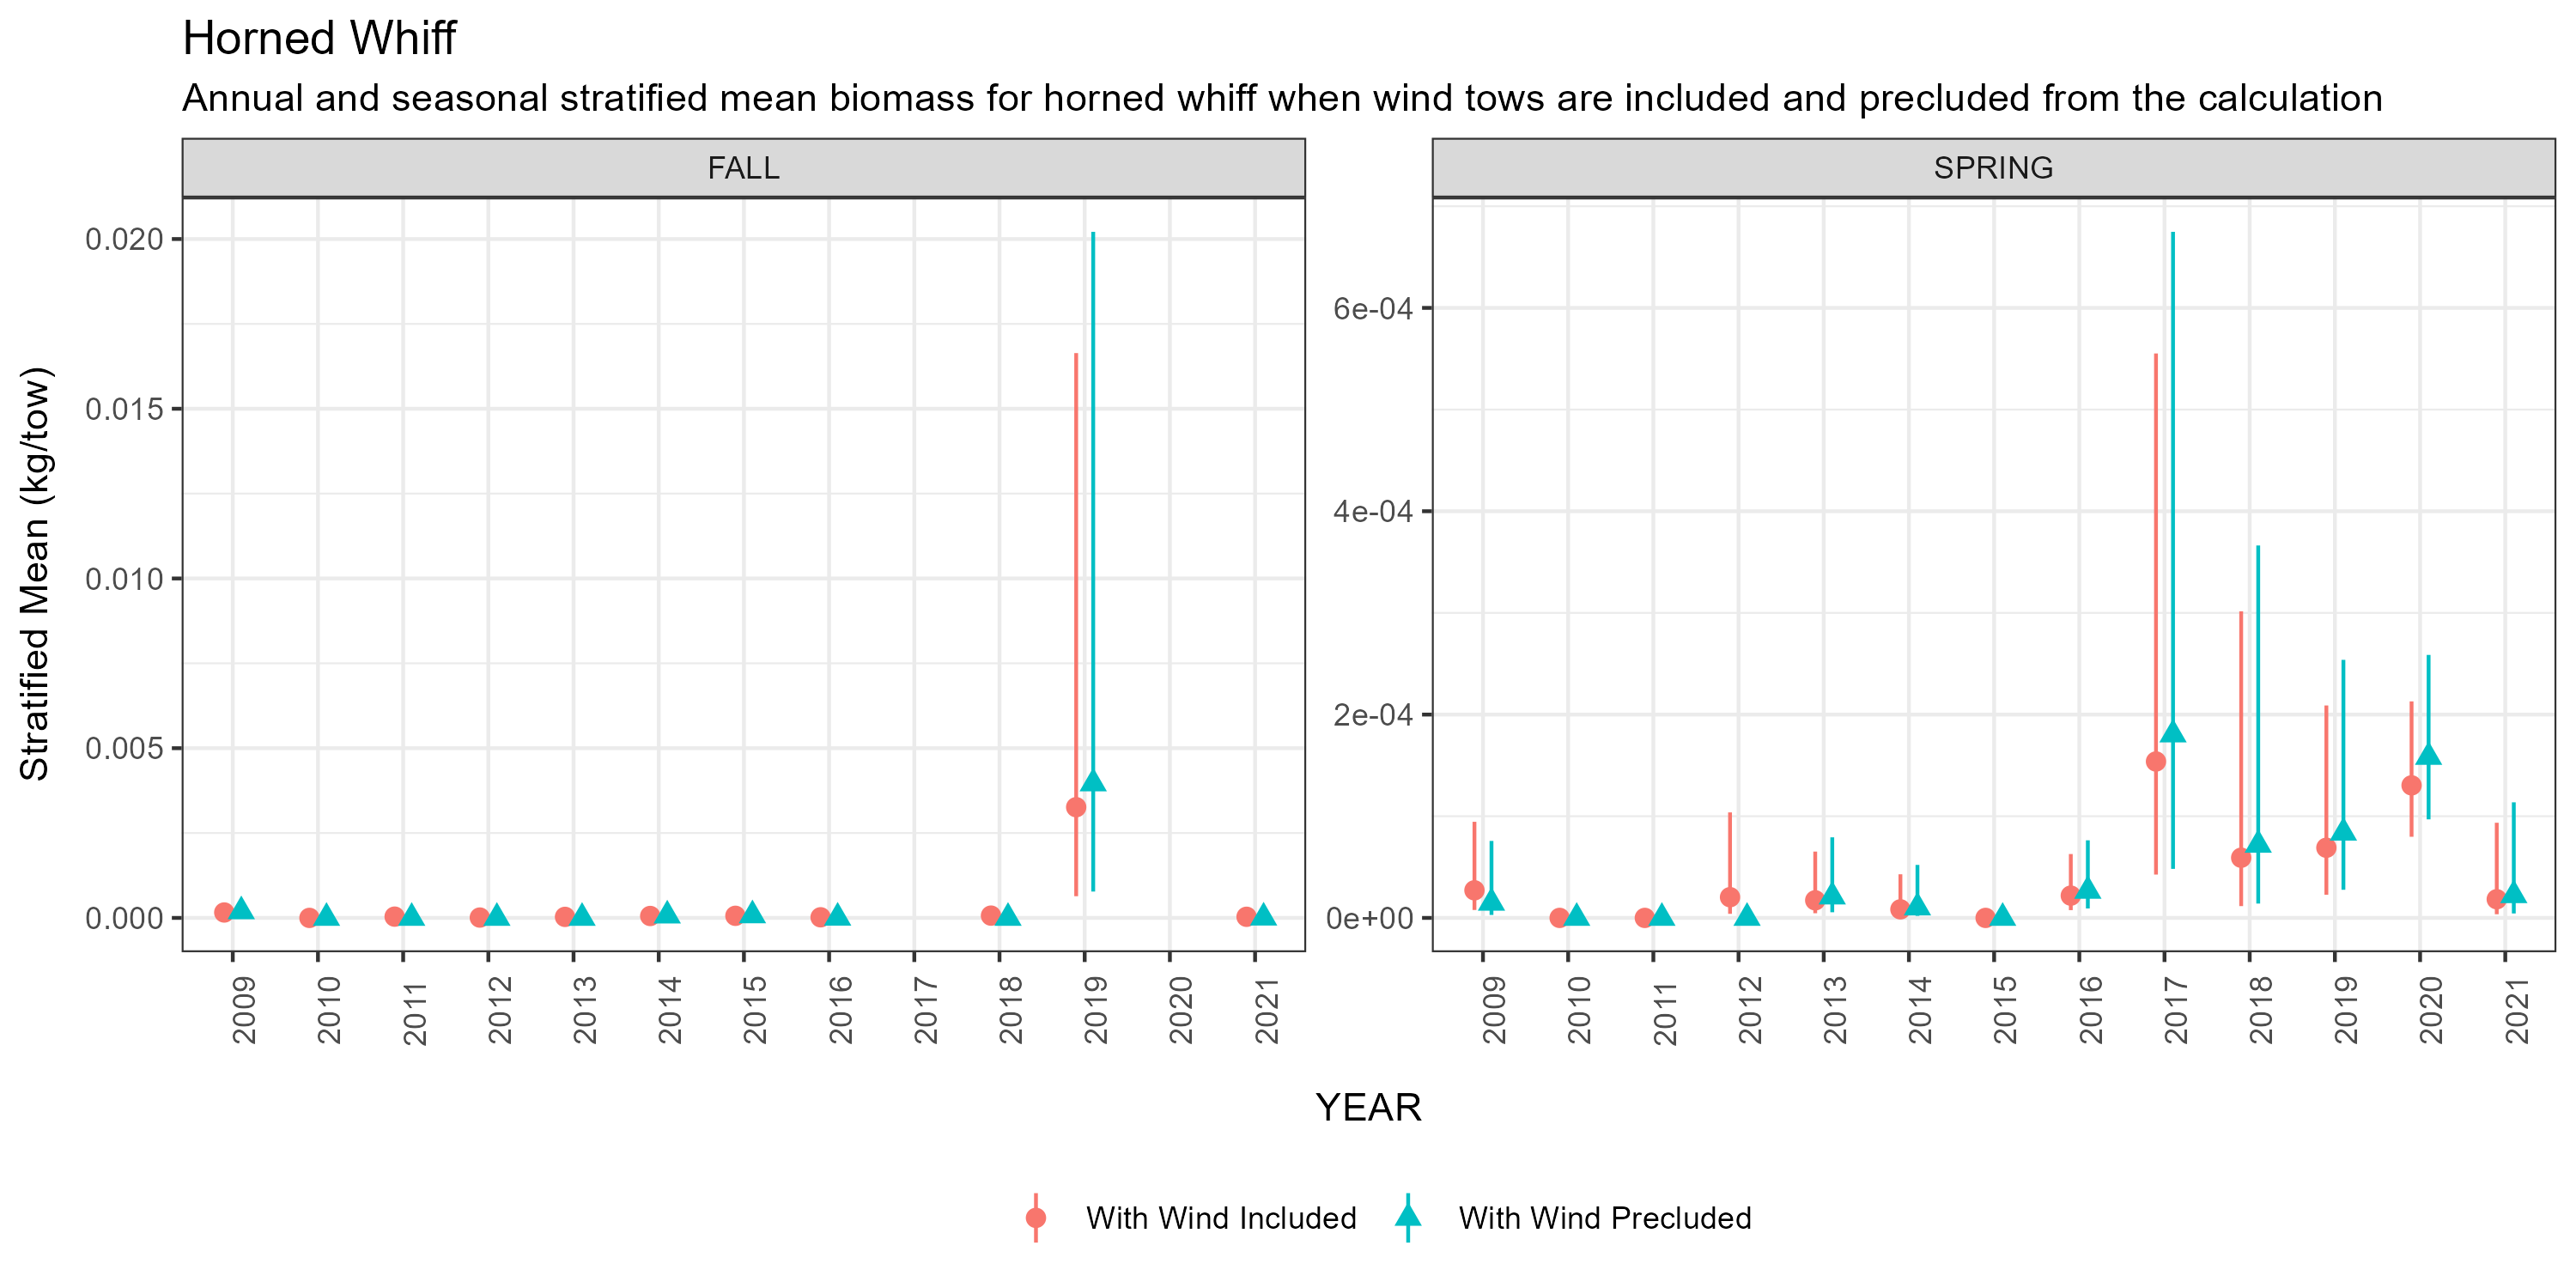 Horned Whiff
Annual and seasonal stratified mean biomass for horned whiff when wind tows are included and precluded from the calculation
FALL
SPRING
Stratified Mean (kg/tow)
0.020
0.015
0.010
0.005
0.000
6e-04
4e-04
2e-04
0e+00
2009 2010 2011 2012 2013 2014 2015 2016 2017 2018 2019 2020 2021
2009 2010 2011 2012 2013 2014 2015 2016 2017 2018 2019 2020 2021
YEAR
With Wind Included With Wind Precluded